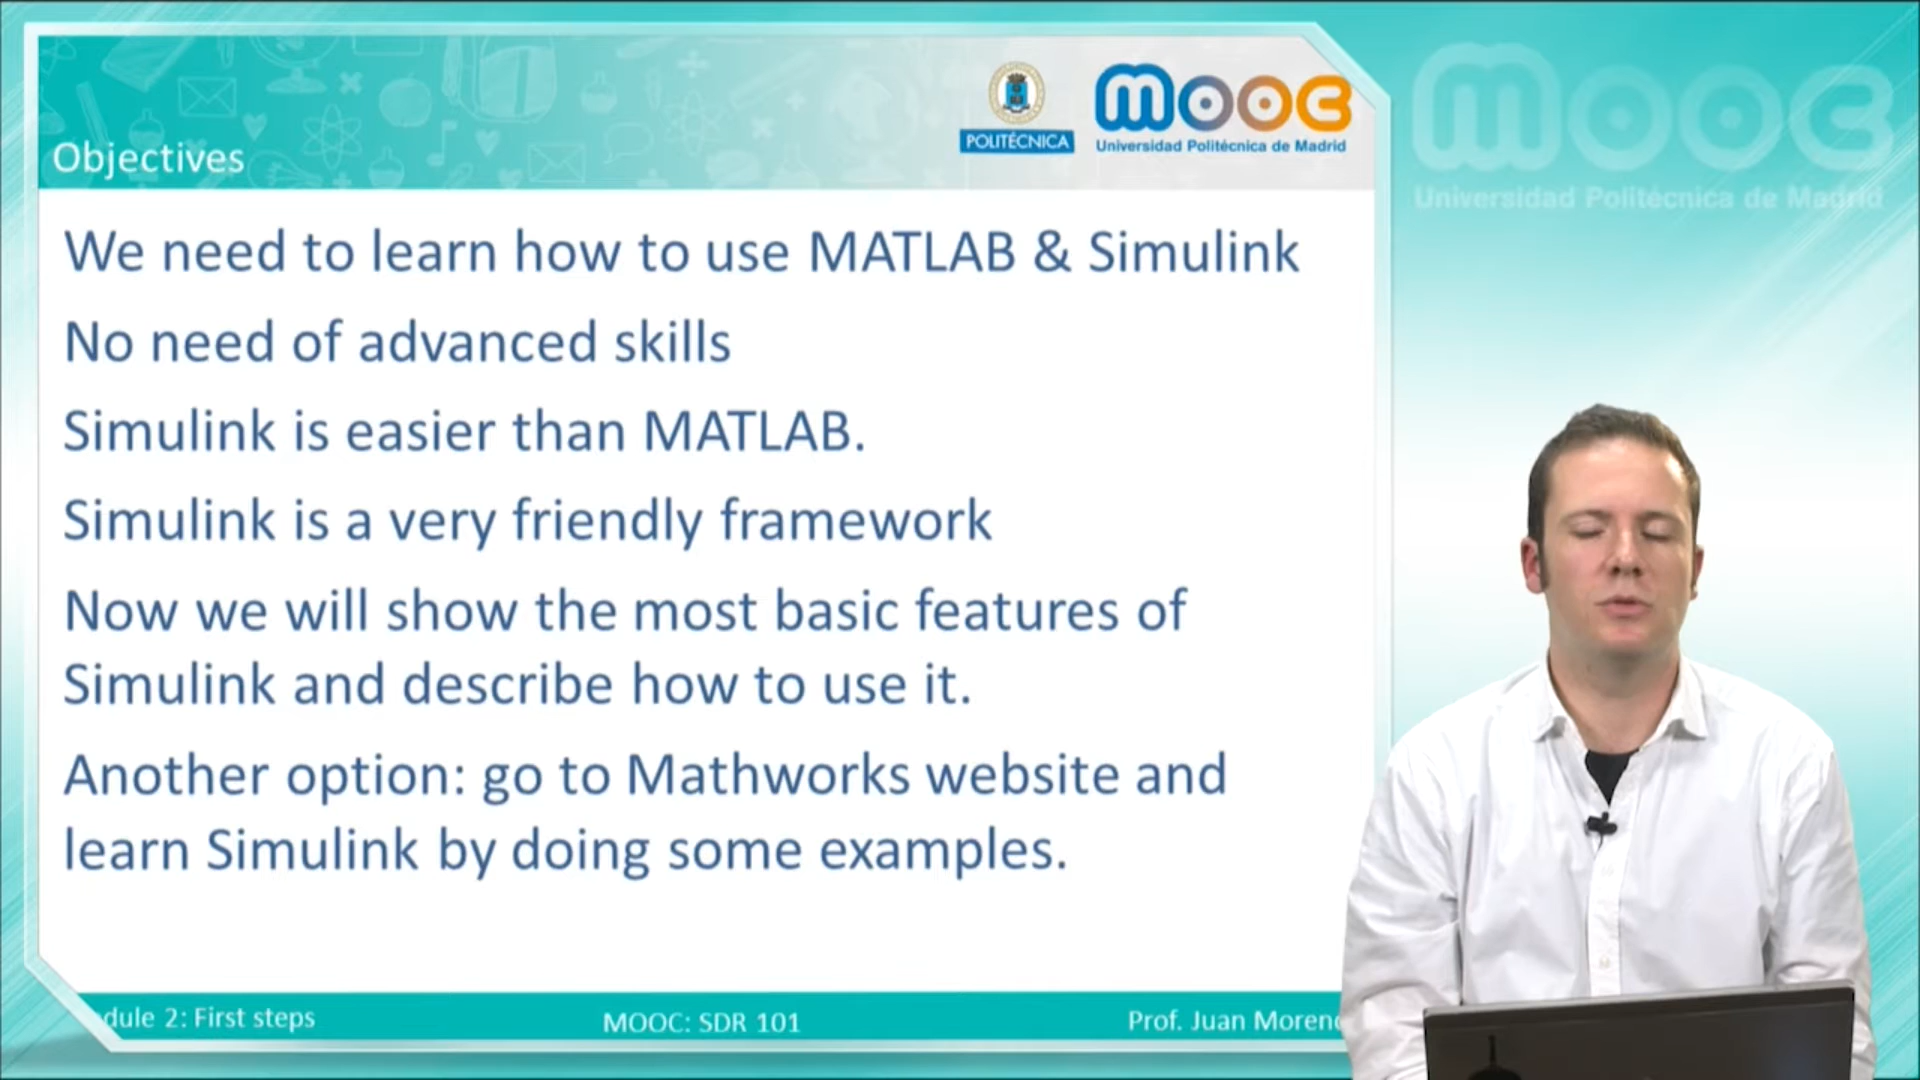 POLITÉCNICA
mooc
Universidad Politécnica de Madrid
mooc
Universidad Politécnica de Madrid
Objectives
We need to learn how to use MATLAB & Simulink
No need of advanced skills
Simulink is easier than MATLAB.
Simulink is a very friendly framework
Now we will show the most basic features of
Simulink and describe how to use it.
Another option: go to Mathworks website and
learn Simulink by doing some examples.
dule 2: First steps
MOOC: SDR 101
Prof. Juan Moreno